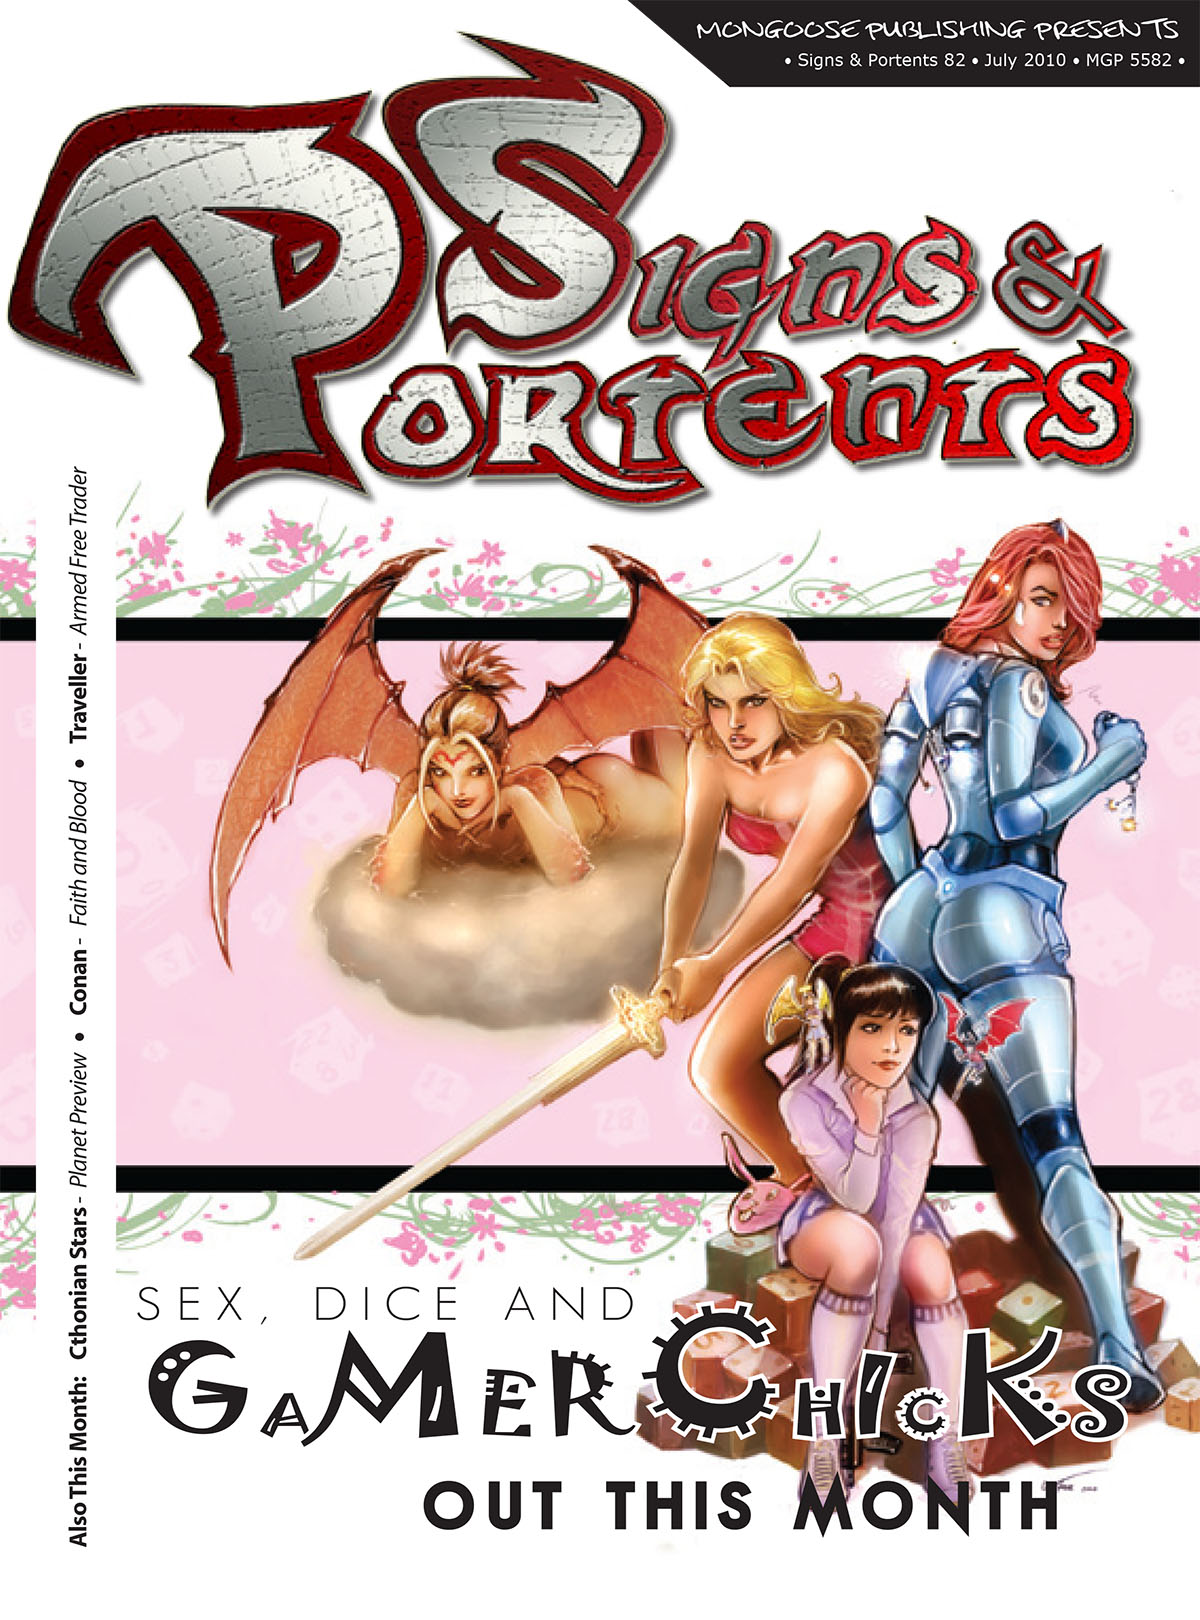 MONGOOSE PUBLISHING PRESENTS
• Signs & Portents 82 • July 2010 • MGP 5582 •
PS
Signs &
Portents
Also This Month: Cthonian Stars - Planet Preview • Conan - Faith and Blood • Traveller - Armed Free Trader
SEX, DICE AND
GAMERCHICKS
OUT THIS MONTH